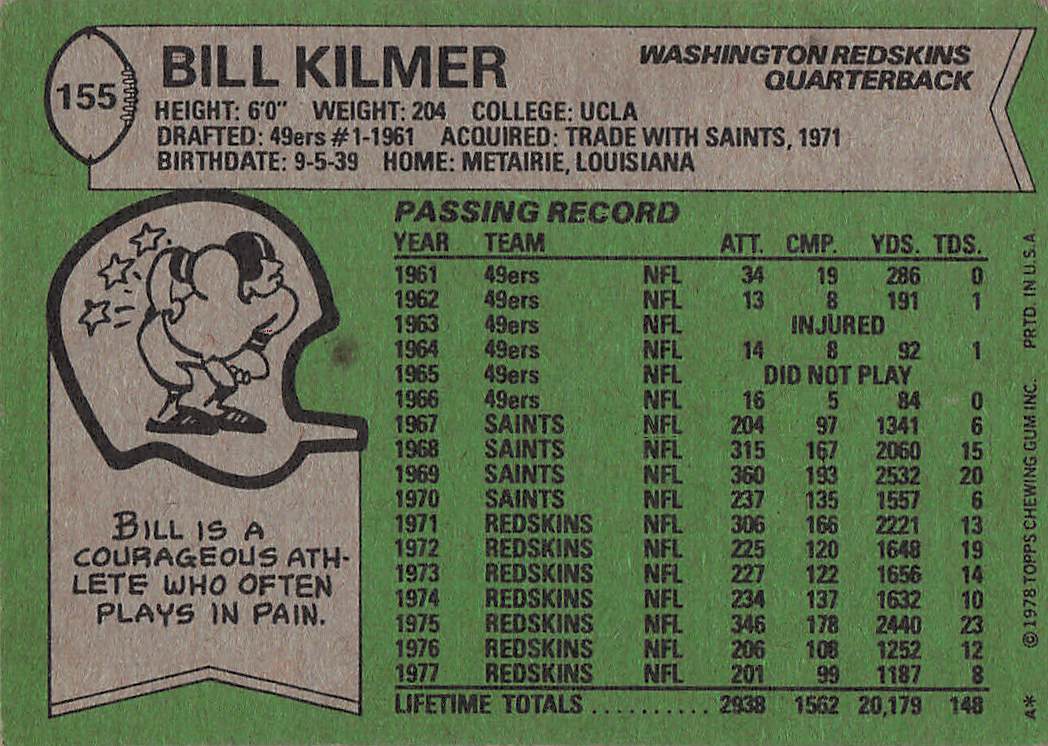 155
BILL KILMER
WASHINGTON REDSKINS
QUARTERBACK
HEIGHT: 6'0" WEIGHT: 204 COLLEGE: UCLA
DRAFTED: 49ers #1-1961 ACQUIRED: TRADE WITH SAINTS, 1971
BIRTHDATE: 9-5-39 HOME: METAIRIE, LOUISIANA
PASSING RECORD
YEAR TEAM ATT. CMP. YDS. TDS.
1961 49ers NFL 34 19 286 0
1962 49ers NFL 13 8 191 1
1963 49ers NFL INJURED
1964 49ers NFL 14 8 92 1
1965 49ers NFL DID NOT PLAY
1966 49ers NFL 16 5 84 0
1967 SAINTS NFL 204 97 1341 6
1968 SAINTS NFL 315 167 2060 15
1969 SAINTS NFL 360 193 2532 20
1970 SAINTS NFL 237 135 1557 6
1971 REDSKINS NFL 306 166 2221 13
1972 REDSKINS NFL 225 120 1648 19
1973 REDSKINS NFL 227 122 1656 14
1974 REDSKINS NFL 234 137 1632 10
1975 REDSKINS NFL 346 178 2440 23
1976 REDSKINS NFL 206 108 1252 12
1977 REDSKINS NFL 201 99 1187 8
LIFETIME TOTALS .......... 2938 1562 20,179 148
BILL IS A
COURAGEOUS ATH-
LETE WHO OFTEN
PLAYS IN PAIN.
A* © 1978 TOPPS CHEWING GUM INC. PRTD. IN U.S.A.